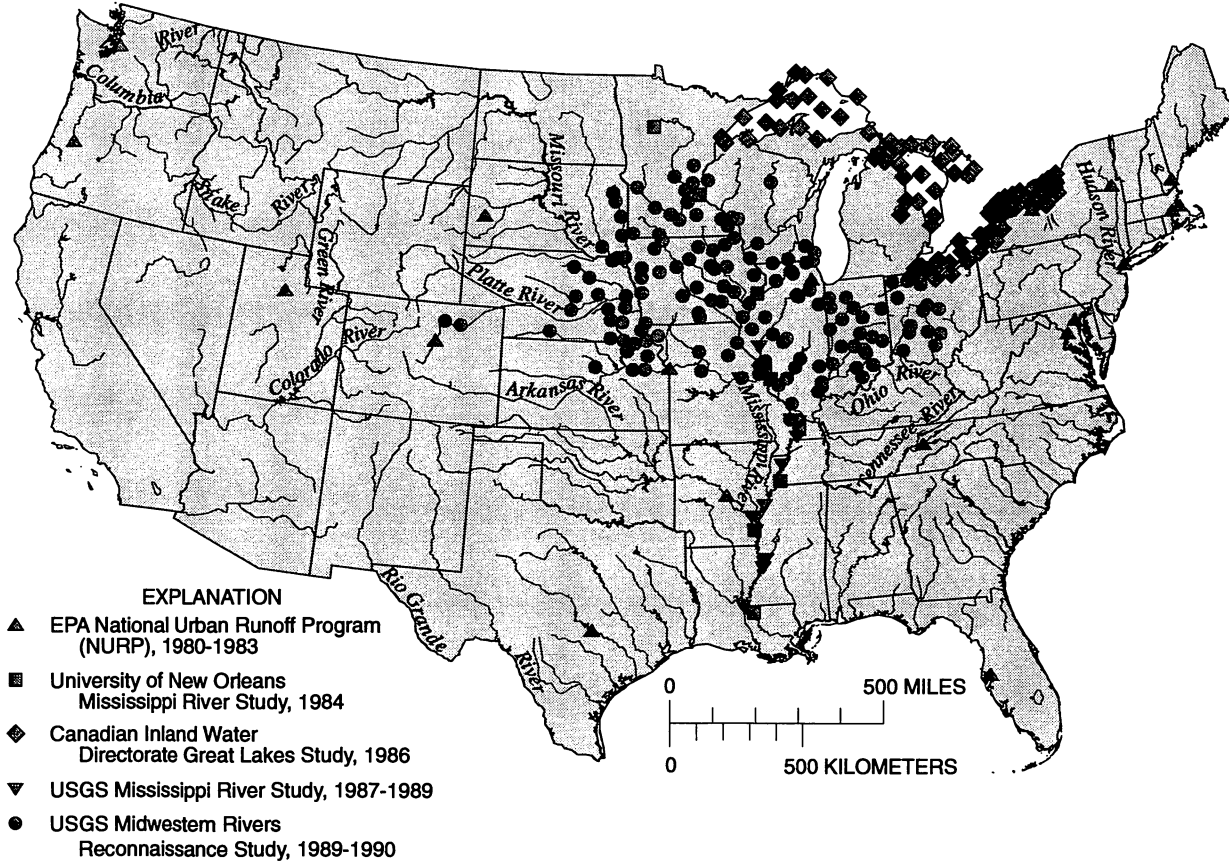 River
Columbia
Snake
River
Missouri
River
Green
River
Platte River
Colorado
River
Arkansas River
Mississippi
River
Ohio River
Tennessee River
Hudson River
Rio Grande
River
EXPLANATION
EPA National Urban Runoff Program
(NURP), 1980-1983
University of New Orleans
Mississippi River Study, 1984
Canadian Inland Water
Directorate Great Lakes Study, 1986
USGS Mississippi River Study, 1987-1989
USGS Midwestern Rivers
Reconnaissance Study, 1989-1990
0 500 MILES
0 500 KILOMETERS